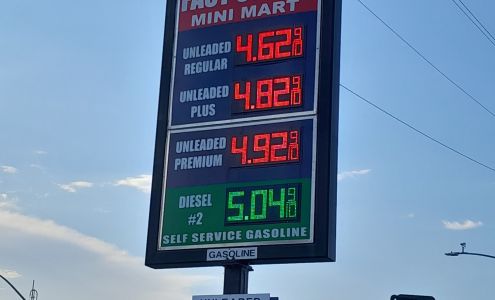 MINI MART
UNLEADED REGULAR 4.62 9/10
UNLEADED PLUS 4.82 9/10
UNLEADED PREMIUM 4.92 9/10
DIESEL #2 5.04 9/10
SELF SERVICE GASOLINE
GASOLINE
UNLEADED